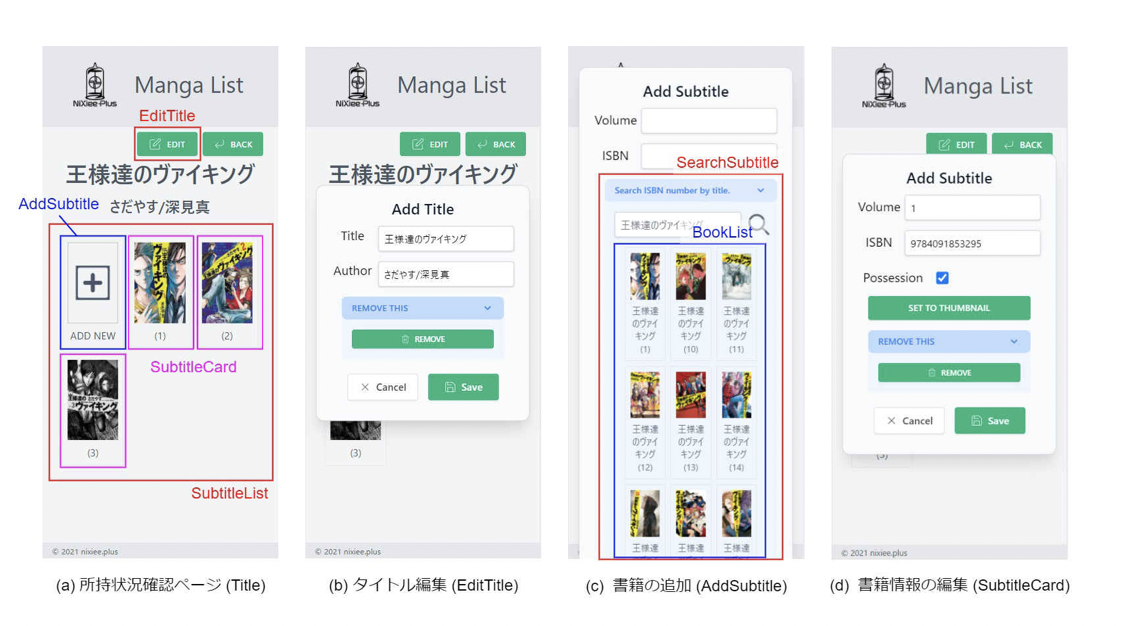 NiXiee-Plus
Manga List
EditTitle
EDIT
BACK
王様達のヴァイキング
AddSubtitle
さだやす/深見真
ADD NEW
(1)
(2)
SubtitleCard
(3)
SubtitleList
© 2021 nixiee.plus
(a) 所持状況確認ページ (Title)
NiXiee-Plus
Manga List
EDIT
BACK
王様達のヴァイキング
Add Title
Title
王様達のヴァイキング
Author
さだやす/深見真
REMOVE THIS
REMOVE
Cancel
Save
(3)
© 2021 nixiee.plus
(b) タイトル編集 (EditTitle)
Add Subtitle
Volume
ISBN
SearchSubtitle
Search ISBN number by title.
王様達のヴァイキング
BookList
王様達
のヴァイ
キング
(1)
王様達
のヴァイ
キング
(10)
王様達
のヴァイ
キング
(11)
王様達
のヴァイ
キング
(12)
王様達
のヴァイ
キング
(13)
王様達
のヴァイ
キング
(14)
王様達
王様達
王様達
(c) 書籍の追加 (AddSubtitle)
NiXiee-Plus
Manga List
EDIT
BACK
Add Subtitle
Volume
1
ISBN
9784091853295
Possession
SET TO THUMBNAIL
REMOVE THIS
REMOVE
Cancel
Save
© 2021 nixiee.plus
(d) 書籍情報の編集 (SubtitleCard)